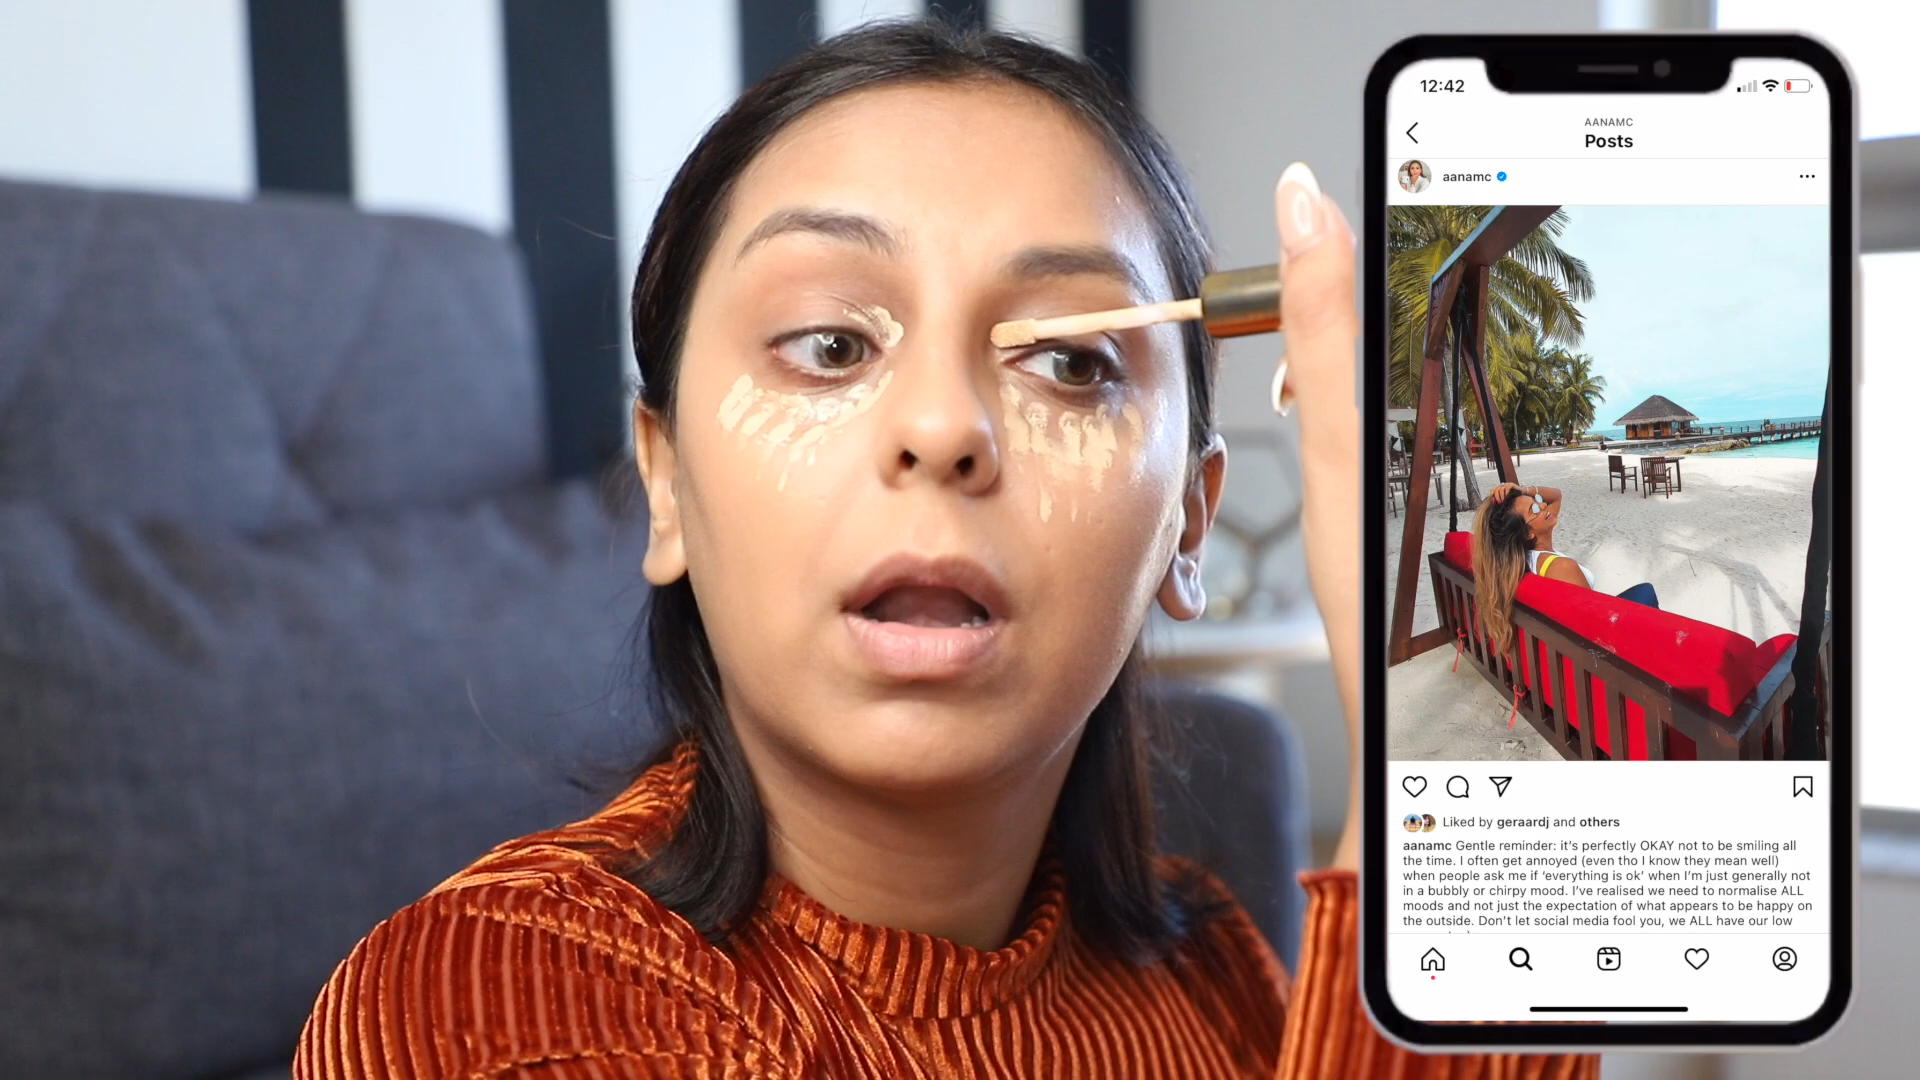 12:42
AANAMC
Posts
aanamc
Liked by geraardj and others
aanamc Gentle reminder: it's perfectly OKAY not to be smiling all
the time. I often get annoyed (even tho I know they mean well)
when people ask me if 'everything is ok' when I'm just generally not
in a bubbly or chirpy mood. I've realised we need to normalise ALL
moods and not just the expectation of what appears to be happy on
the outside. Don't let social media fool you, we ALL have our low